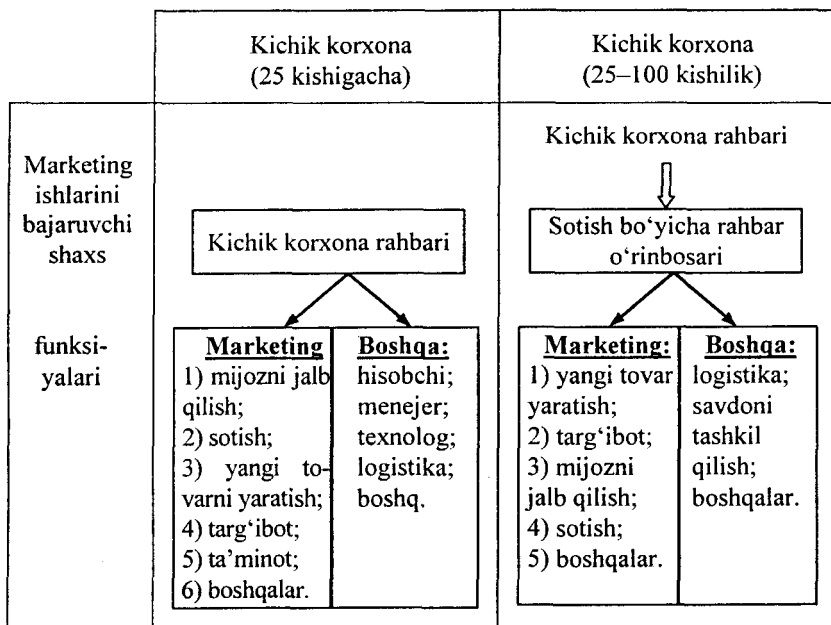 Kichik korxona
(25 kishigacha)
Kichik korxona
(25–100 kishilik)
Marketing
ishlarini
bajaruvchi
shaxs
Kichik korxona rahbari
Kichik korxona rahbari
Sotish bo‘yicha rahbar
o‘rinbosari
funksi-
yalari
Marketing
1) mijozni jalb
qilish;
2) sotish;
3) yangi to-
varni yaratish;
4) targ‘ibot;
5) ta’minot;
6) boshqalar.
Boshqa:
hisobchi;
menejer;
texnolog;
logistika;
boshq.
Marketing:
1) yangi tovar
yaratish;
2) targ‘ibot;
3) mijozni
jalb qilish;
4) sotish;
5) boshqalar.
Boshqa:
logistika;
savdoni
tashkil
qilish;
boshqalar.